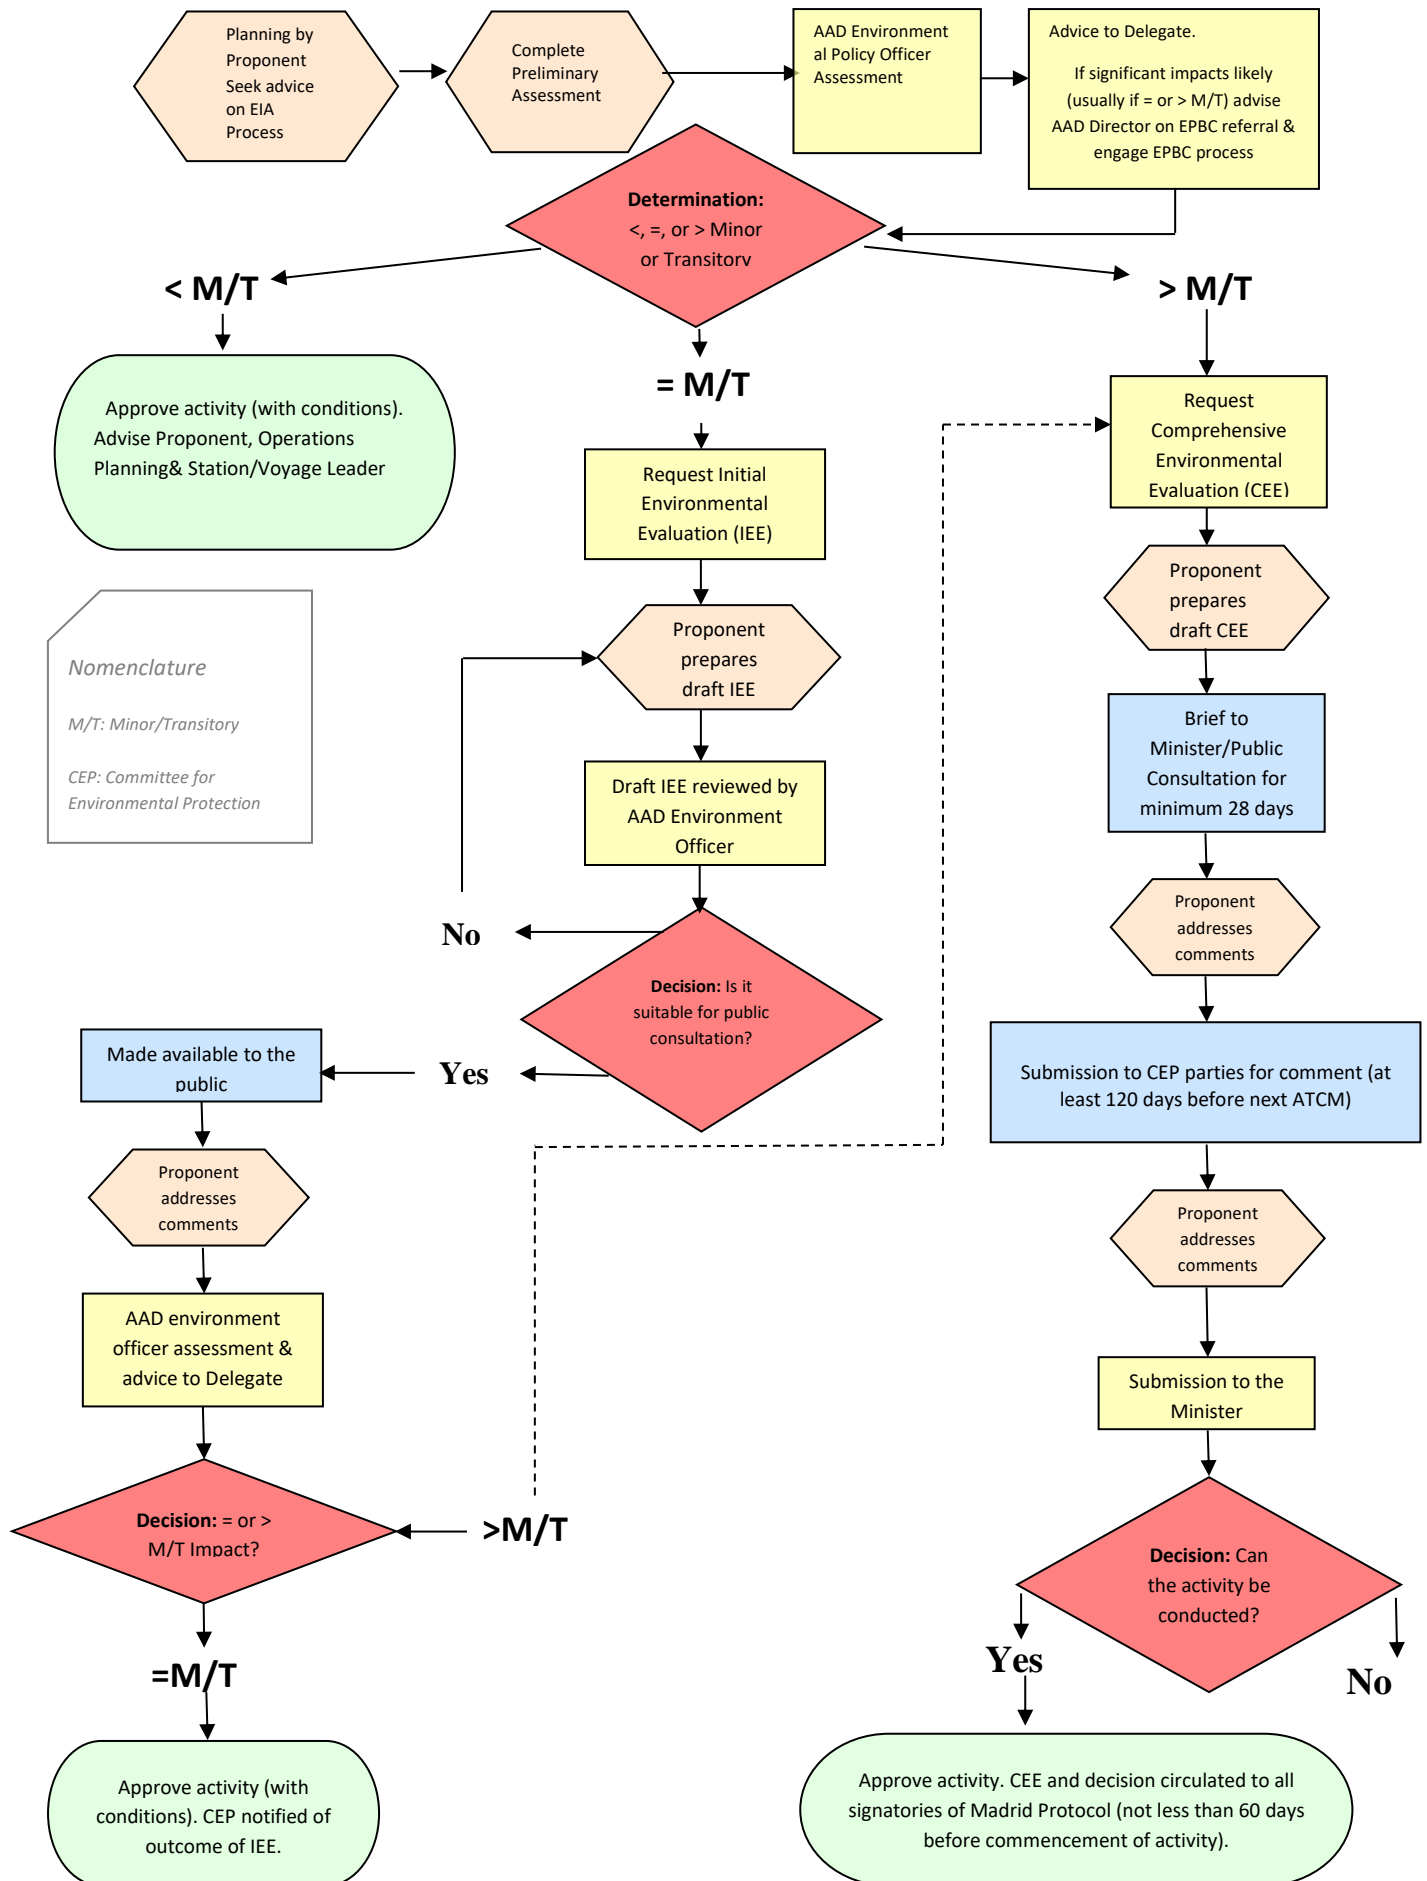 Planning by
Proponent
Seek advice
on EIA
Process
Complete
Preliminary
Assessment
AAD Environment
al Policy Officer
Assessment
Advice to Delegate.
If significant impacts likely
(usually if = or > M/T) advise
AAD Director on EPBC referral &
engage EPBC process
Determination:
<, =, or > Minor
or Transitory
< M/T
> M/T
= M/T
Approve activity (with conditions).
Advise Proponent, Operations
Planning& Station/Voyage Leader
Request Initial
Environmental
Evaluation (IEE)
Request
Comprehensive
Environmental
Evaluation (CEE)
Proponent
prepares
draft CEE
Nomenclature
M/T: Minor/Transitory
CEP: Committee for
Environmental Protection
Proponent
prepares
draft IEE
Brief to
Minister/Public
Consultation for
minimum 28 days
Draft IEE reviewed by
AAD Environment
Officer
Proponent
addresses
comments
No
Decision: Is it
suitable for public
consultation?
Yes
Made available to the
public
Submission to CEP parties for comment (at
least 120 days before next ATCM)
Proponent
addresses
comments
Proponent
addresses
comments
AAD environment
officer assessment &
advice to Delegate
Submission to the
Minister
Decision: = or >
M/T Impact?
>M/T
Decision: Can
the activity be
conducted?
=M/T
Yes
No
Approve activity (with
conditions). CEP notified of
outcome of IEE.
Approve activity. CEE and decision circulated to all
signatories of Madrid Protocol (not less than 60 days
before commencement of activity).